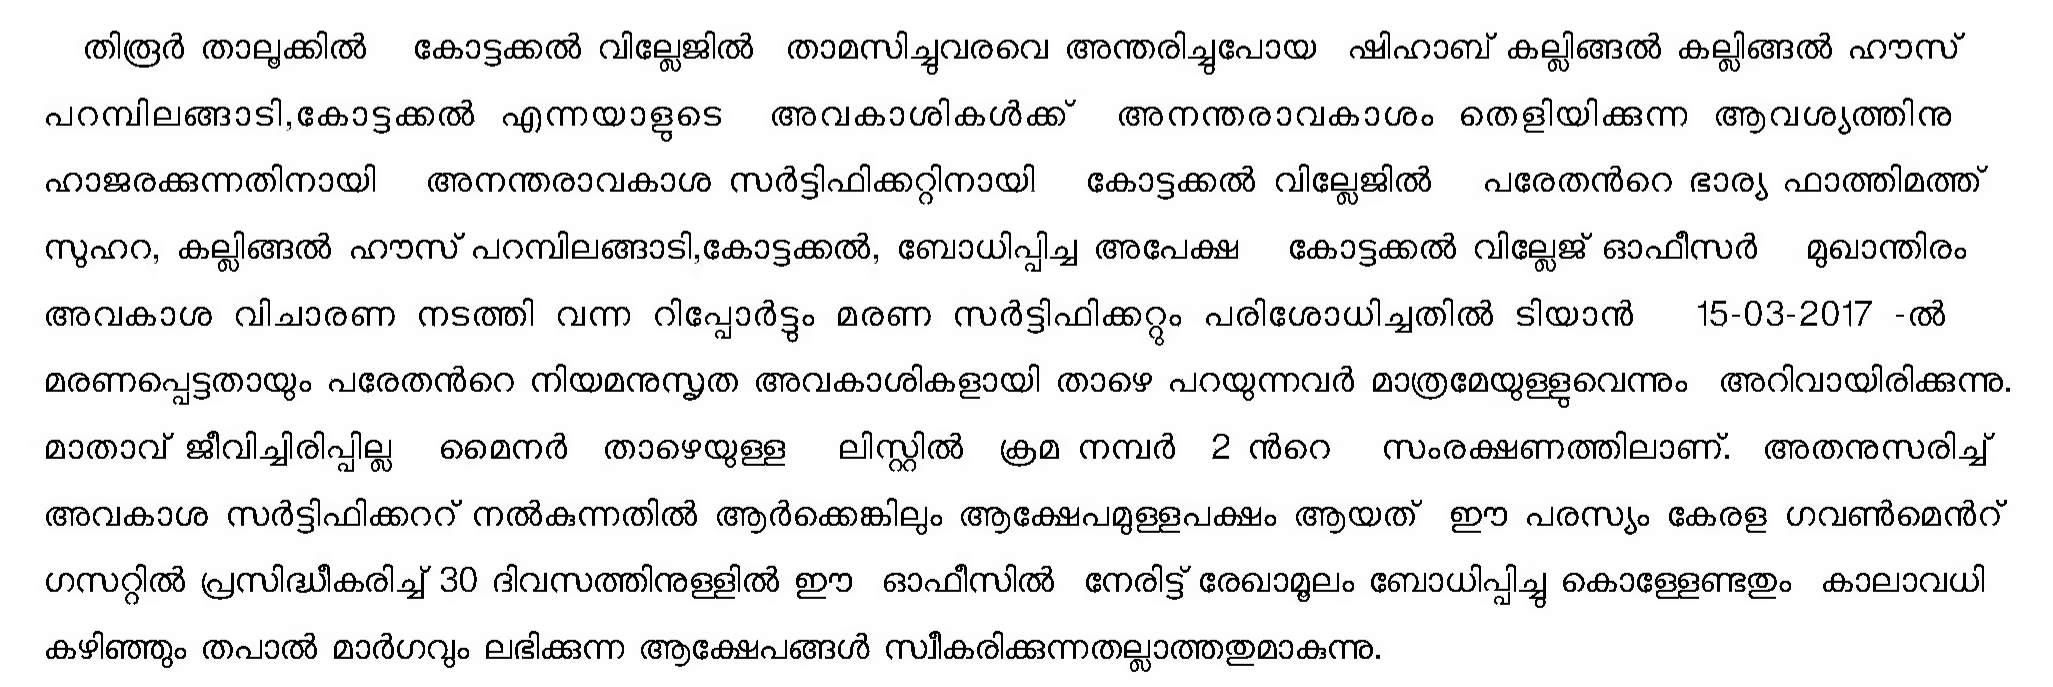 തിരൂർ താലൂക്കിൽ കോട്ടക്കൽ വില്ലേജിൽ താമസിച്ചുവരവെ അന്തരിച്ചുപോയ ഷിഹാബ് കല്ലിങ്ങൽ കല്ലിങ്ങൽ ഹൗസ്
പറമ്പിലങ്ങാടി,കോട്ടക്കൽ എന്നയാളുടെ അവകാശികൾക്ക് അനന്തരാവകാശം തെളിയിക്കുന്ന ആവശ്യത്തിനു
ഹാജരക്കുന്നതിനായി അനന്തരാവകാശ സർട്ടിഫിക്കറ്റിനായി കോട്ടക്കൽ വില്ലേജിൽ പരേതൻറെ ഭാര്യ ഫാത്തിമത്ത്
സുഹറ, കല്ലിങ്ങൽ ഹൗസ് പറമ്പിലങ്ങാടി,കോട്ടക്കൽ, ബോധിപ്പിച്ച അപേക്ഷ കോട്ടക്കൽ വില്ലേജ് ഓഫീസർ മുഖാന്തിരം
അവകാശ വിചാരണ നടത്തി വന്ന റിപ്പോർട്ടും മരണ സർട്ടിഫിക്കറ്റും പരിശോധിച്ചതിൽ ടിയാൻ 15-03-2017 -ൽ
മരണപ്പെട്ടതായും പരേതൻറെ നിയമനുസൃത അവകാശികളായി താഴെ പറയുന്നവർ മാത്രമേയുള്ളുവെന്നും അറിവായിരിക്കുന്നു.
മാതാവ് ജീവിച്ചിരിപ്പില്ല മൈനർ താഴെയുള്ള ലിസ്റ്റിൽ ക്രമ നമ്പർ 2 ൻറെ സംരക്ഷണത്തിലാണ്. അതനുസരിച്ച്
അവകാശ സർട്ടിഫിക്കററ് നൽകുന്നതിൽ ആർക്കെങ്കിലും ആക്ഷേപമുള്ളപക്ഷം ആയത് ഈ പരസ്യം കേരള ഗവൺമെൻറ്
ഗസറ്റിൽ പ്രസിദ്ധീകരിച്ച് 30 ദിവസത്തിനുള്ളിൽ ഈ ഓഫീസിൽ നേരിട്ട് രേഖാമൂലം ബോധിപ്പിച്ചു കൊള്ളേണ്ടതും കാലാവധി
കഴിഞ്ഞും തപാൽ മാർഗവും ലഭിക്കുന്ന ആക്ഷേപങ്ങൾ സ്വീകരിക്കുന്നതല്ലാത്തതുമാകുന്നു.